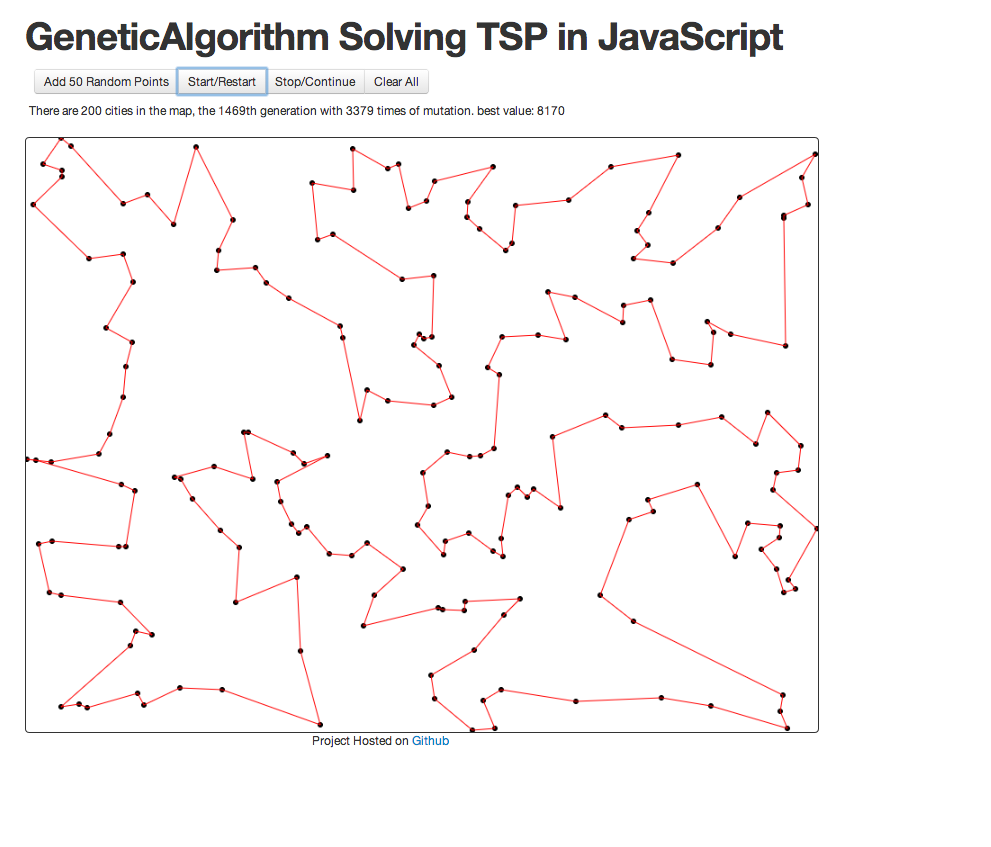 GeneticAlgorithm Solving TSP in JavaScript
Add 50 Random Points Start/Restart Stop/Continue Clear All
There are 200 cities in the map, the 1469th generation with 3379 times of mutation. best value: 8170
Project Hosted on Github